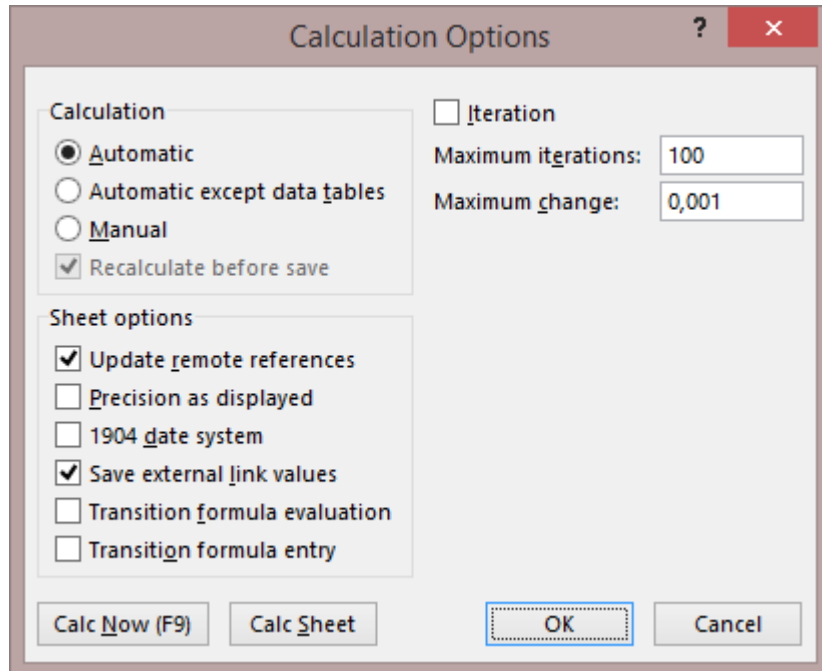 Calculation Options
?
Calculation
Automatic
Automatic except data tables
Manual
Recalculate before save
Iteration
Maximum iterations: 100
Maximum change: 0,001
Sheet options
Update remote references
Precision as displayed
1904 date system
Save external link values
Transition formula evaluation
Transition formula entry
Calc Now (F9) Calc Sheet OK Cancel